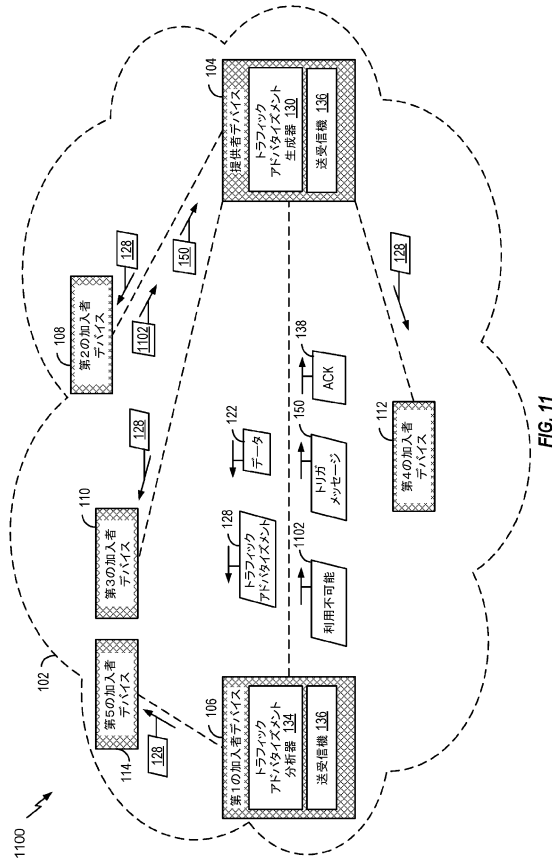 1100
102
第5の加入者
デバイス
114
128
第3の加入者
デバイス
110
128
第2の加入者
デバイス
108
128
1102
150
104
提供者デバイス
トラフィック
アドバタイズメント
生成器 130
送受信機 136
106
第1の加入者デバイス
トラフィック
アドバタイズメント
分析器 134
送受信機 136
128
トラフィック
アドバタイズメント
122
データ
1102
利用不可能
150
トリガ
メッセージ
138
ACK
112
第4の加入者
デバイス
128
FIG. 11